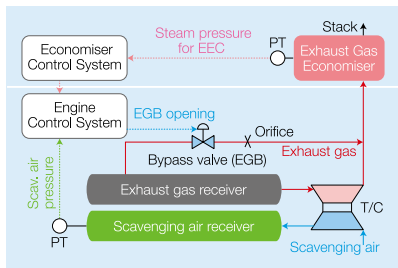 Stack
Steam pressure
for EEC
PT
Economiser
Control System
Exhaust Gas
Economiser
Engine
Control System
EGB opening
Orifice
Bypass valve (EGB)
Exhaust gas
Scav. air
pressure
Exhaust gas receiver
T/C
Scavenging air receiver
PT
Scavenging air